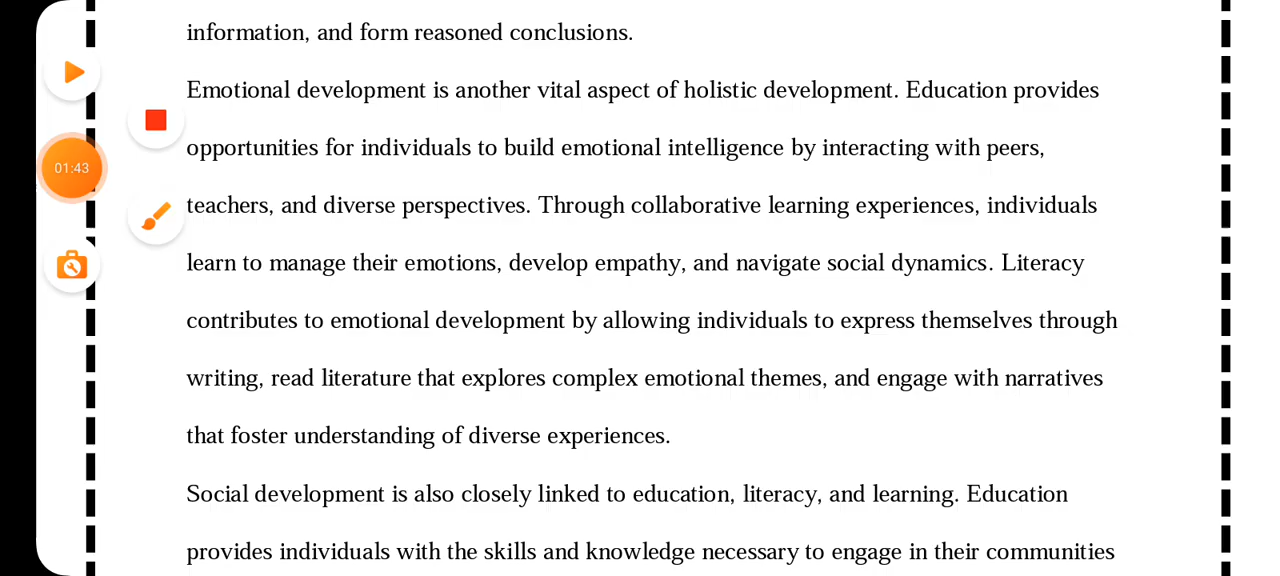 information, and form reasoned conclusions.
Emotional development is another vital aspect of holistic development. Education provides
opportunities for individuals to build emotional intelligence by interacting with peers,
teachers, and diverse perspectives. Through collaborative learning experiences, individuals
learn to manage their emotions, develop empathy, and navigate social dynamics. Literacy
contributes to emotional development by allowing individuals to express themselves through
writing, read literature that explores complex emotional themes, and engage with narratives
that foster understanding of diverse experiences.
Social development is also closely linked to education, literacy, and learning. Education
provides individuals with the skills and knowledge necessary to engage in their communities
01:43